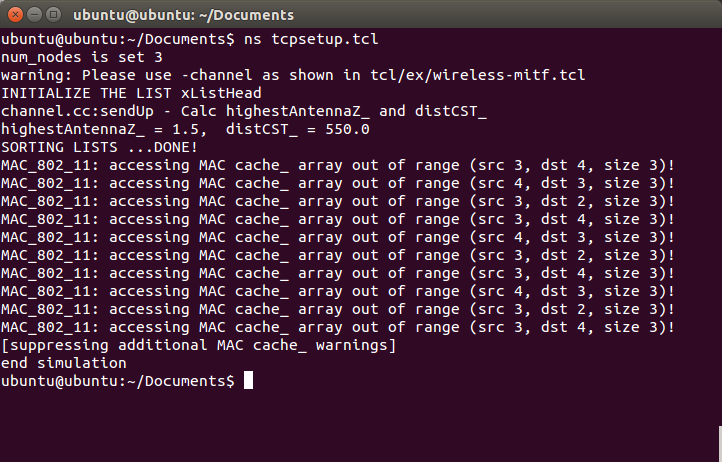 ubuntu@ubuntu: ~/Documents
ubuntu@ubuntu:~/Documents$ ns tcpsetup.tcl
num_nodes is set 3
warning: Please use -channel as shown in tcl/ex/wireless-mitf.tcl
INITIALIZE THE LIST xListHead
channel.cc:sendUp - Calc highestAntennaZ_ and distCST_
highestAntennaZ_ = 1.5,  distCST_ = 550.0
SORTING LISTS ...DONE!
MAC_802_11: accessing MAC cache_ array out of range (src 3, dst 4, size 3)!
MAC_802_11: accessing MAC cache_ array out of range (src 4, dst 3, size 3)!
MAC_802_11: accessing MAC cache_ array out of range (src 3, dst 2, size 3)!
MAC_802_11: accessing MAC cache_ array out of range (src 3, dst 4, size 3)!
MAC_802_11: accessing MAC cache_ array out of range (src 4, dst 3, size 3)!
MAC_802_11: accessing MAC cache_ array out of range (src 3, dst 2, size 3)!
MAC_802_11: accessing MAC cache_ array out of range (src 3, dst 4, size 3)!
MAC_802_11: accessing MAC cache_ array out of range (src 4, dst 3, size 3)!
MAC_802_11: accessing MAC cache_ array out of range (src 3, dst 2, size 3)!
MAC_802_11: accessing MAC cache_ array out of range (src 3, dst 4, size 3)!
[suppressing additional MAC cache_ warnings]
end simulation
ubuntu@ubuntu:~/Documents$